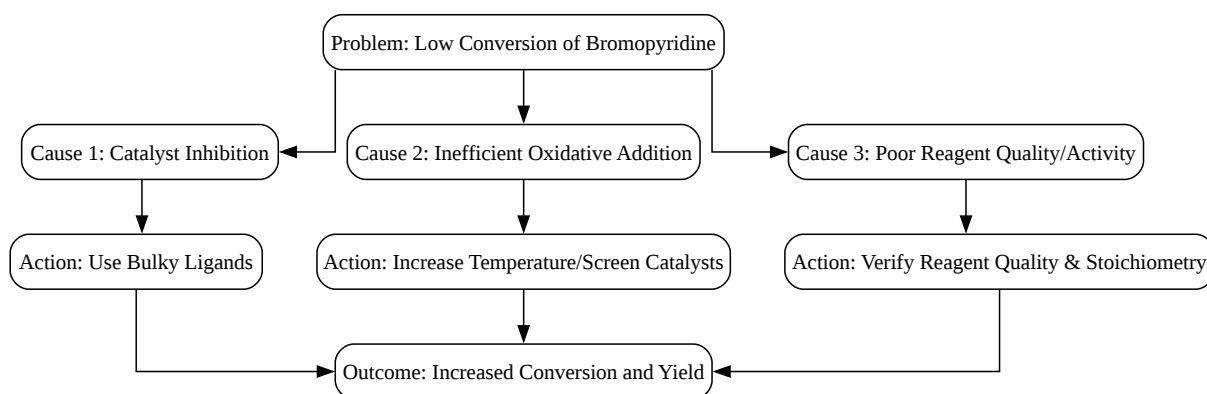 Problem: Low Conversion of Bromopyridine
Cause 1: Catalyst Inhibition
Cause 2: Inefficient Oxidative Addition
Cause 3: Poor Reagent Quality/Activity
Action: Use Bulky Ligands
Action: Increase Temperature/Screen Catalysts
Action: Verify Reagent Quality & Stoichiometry
Outcome: Increased Conversion and Yield